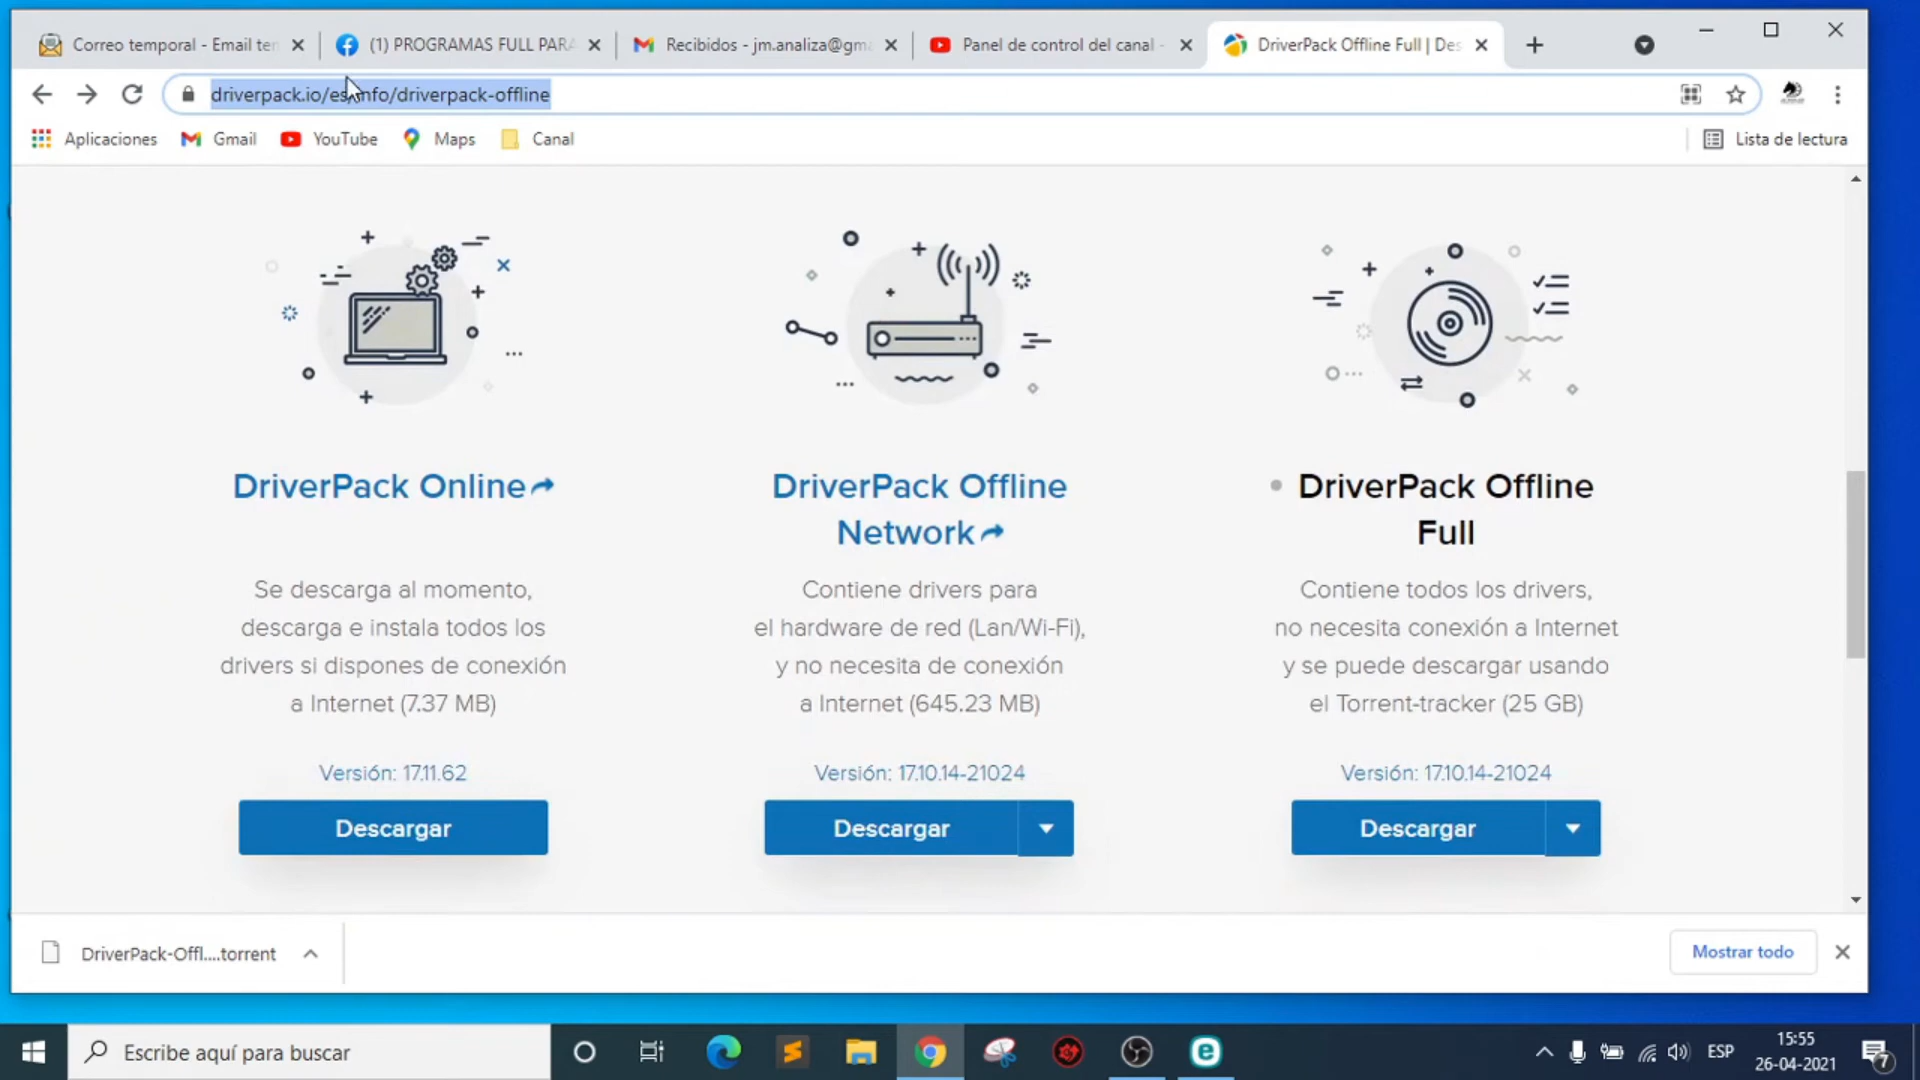 Correo temporal - Email ten
(1) PROGRAMAS FULL PARA
Recibidos - jm.analiza@gma
Panel de control del canal -
DriverPack Offline Full | Des
driverpack.io/es/info/driverpack-offline
Aplicaciones
Gmail
YouTube
Maps
Canal
Lista de lectura
DriverPack Online
Se descarga al momento,
descarga e instala todos los
drivers si dispones de conexión
a Internet (7.37 MB)
Versión: 17.11.62
Descargar
DriverPack Offline
Network
Contiene drivers para
el hardware de red (Lan/Wi-Fi),
y no necesita de conexión
a Internet (645.23 MB)
Versión: 17.10.14-21024
Descargar
DriverPack Offline
Full
Contiene todos los drivers,
no necesita conexión a Internet
y se puede descargar usando
el Torrent-tracker (25 GB)
Versión: 17.10.14-21024
Descargar
DriverPack-Offl....torrent
Mostrar todo
Escribe aquí para buscar
ESP
15:55
26-04-2021
7